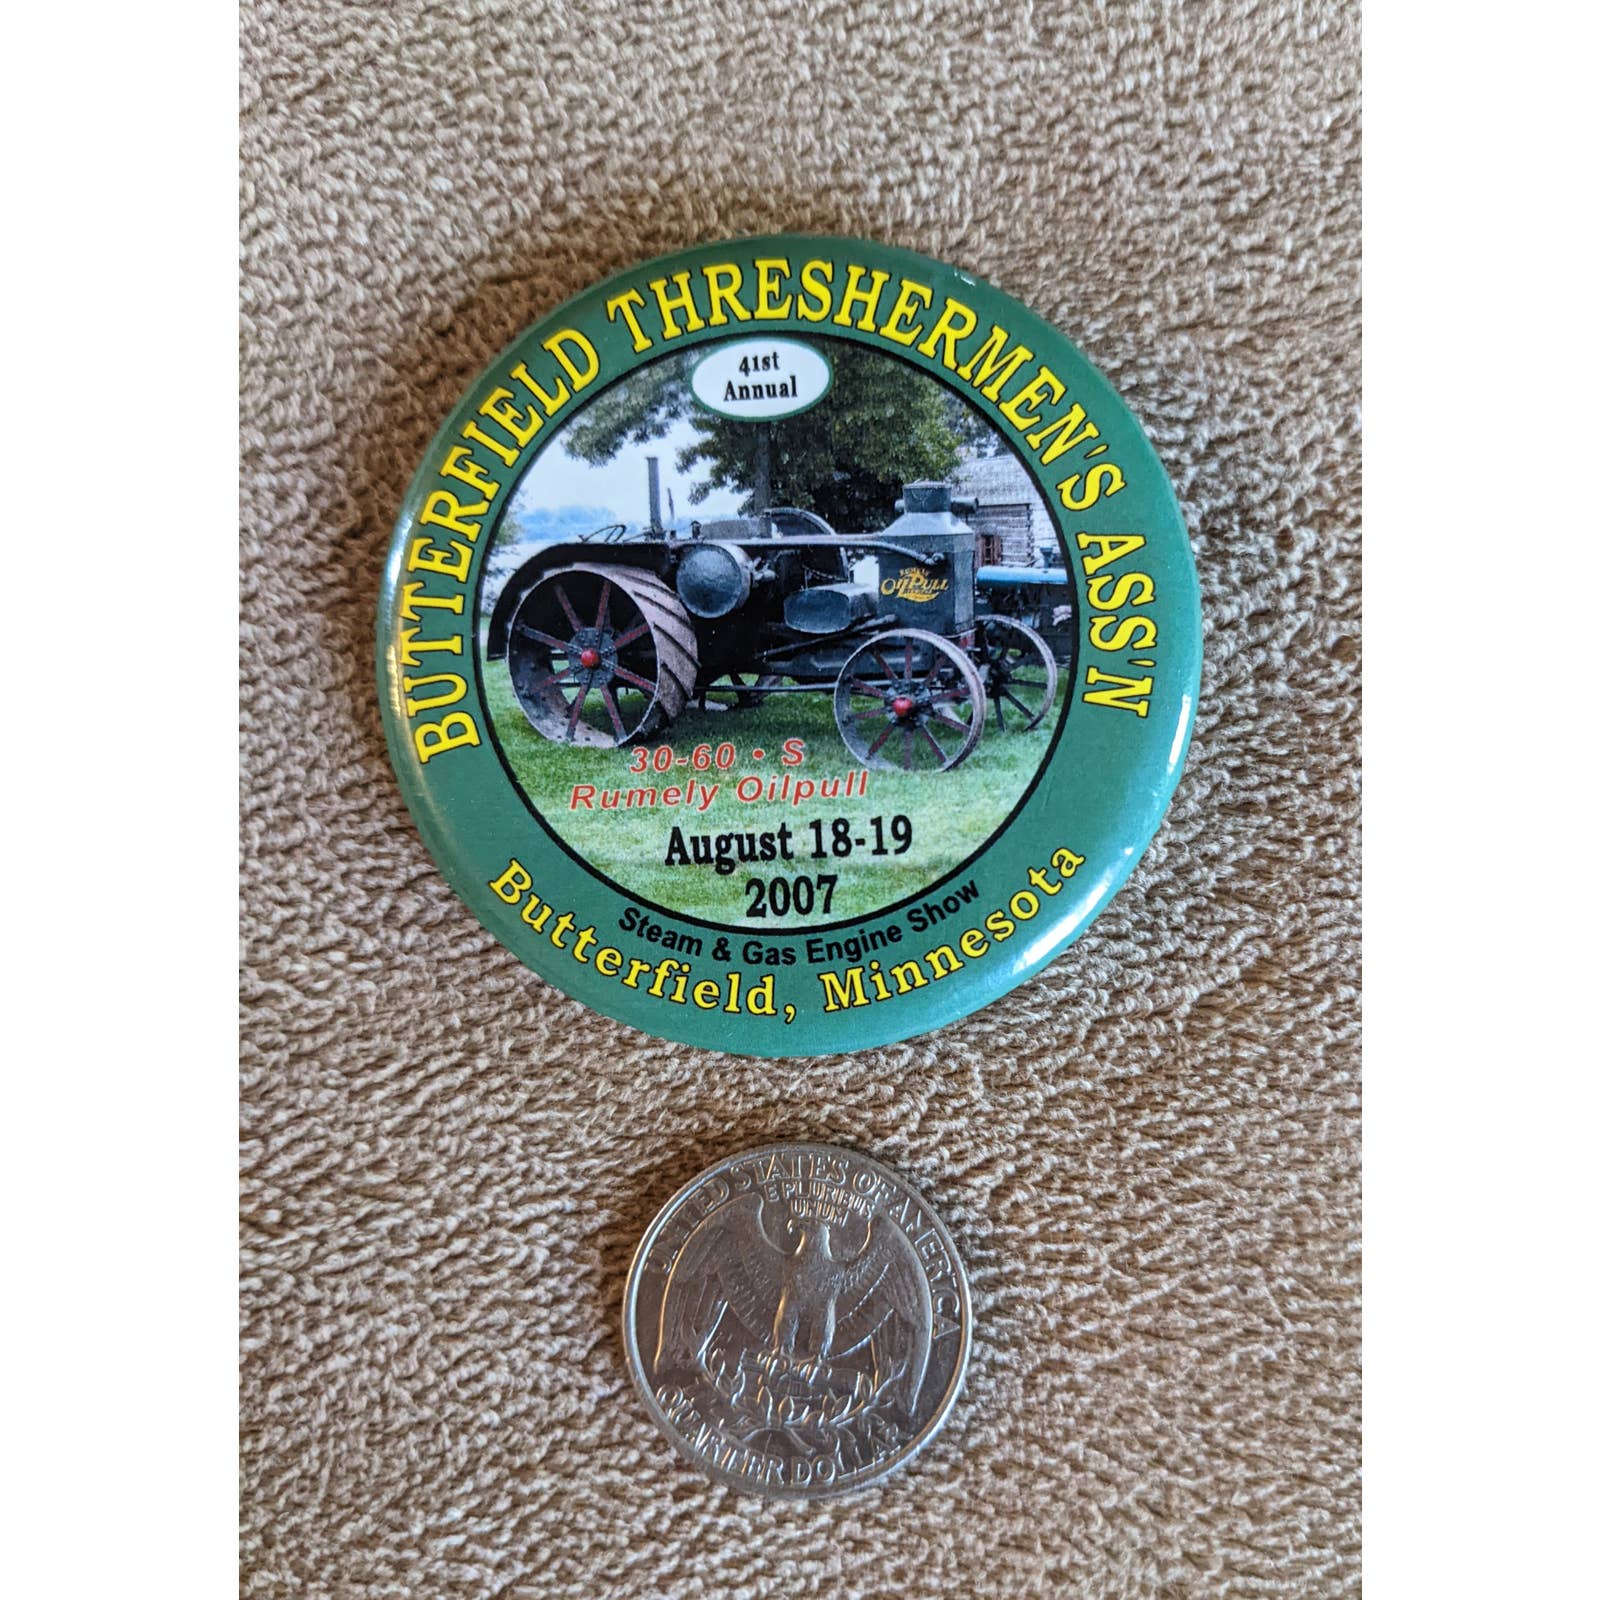 BUTTERFIELD THRESHERMEN'S ASS'N
41st
Annual
OILPULL
30-60 • S
Rumely Oilpull
August 18-19
2007
Steam & Gas Engine Show
Butterfield, Minnesota
UNITED STATES OF AMERICA
E PLURIBUS
UNUM
QUARTER DOLLAR